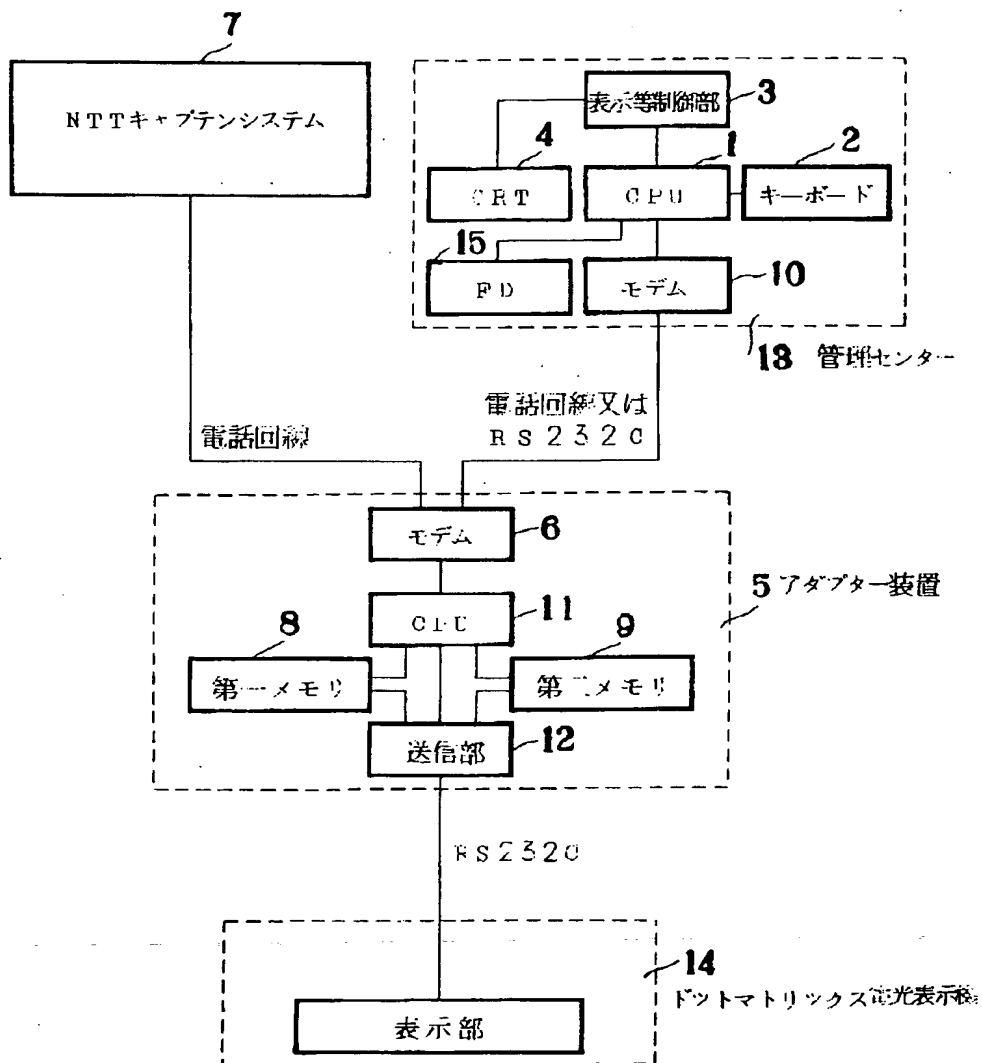 7
NTTキャプテンシステム
表示等制御部
3
4
1
2
CRT
CPU
キーボード
15
FD
モデム
10
13 管理センター
電話回線
電話回線又は
RS232C
モデム
6
5 アダプター装置
8
11
9
第一メモリ
第二メモリ
送信部
12
RS232C
14
ドットマトリックス電光表示機
表示部